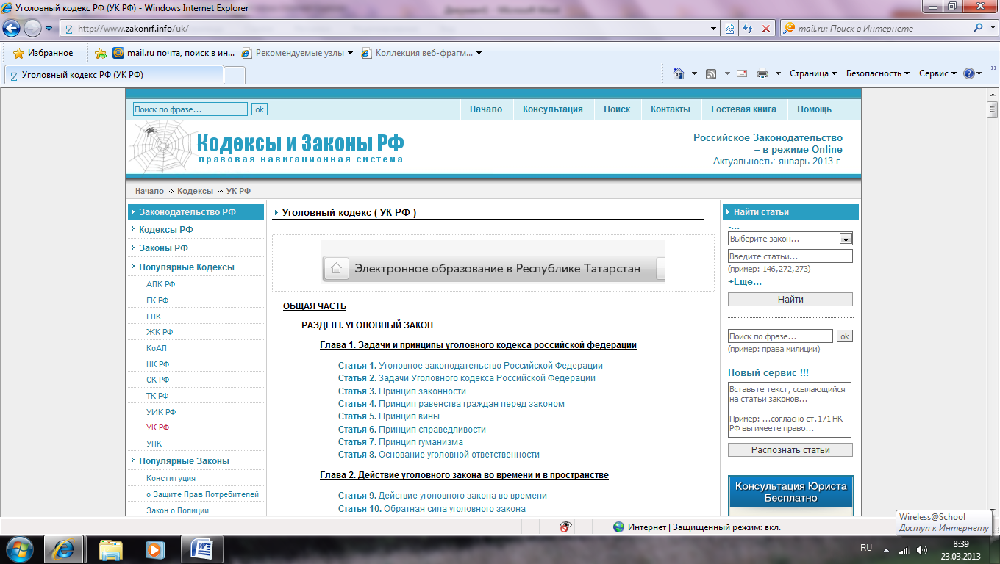 Уголовный кодекс РФ (УК РФ) - Windows Internet Explorer
http://www.zakonrf.info/uk/
mail.ru: Поиск в Интернете
Избранное
mail.ru почта, поиск в ин...
Рекомендуемые узлы
Коллекция веб-фрагм...
Уголовный кодекс РФ (УК РФ)
Страница
Безопасность
Сервис
Поиск по фразе...
ok
Начало
Консультация
Поиск
Контакты
Гостевая книга
Помощь
Кодексы и Законы РФ
правовая навигационная система
Российское Законодательство
– в режиме Online
Актуальность: январь 2013 г.
Начало
Кодексы
УК РФ
Законодательство РФ
Кодексы РФ
Законы РФ
Популярные Кодексы
АПК РФ
ГК РФ
ГПК
ЖК РФ
КоАП
НК РФ
СК РФ
ТК РФ
УИК РФ
УК РФ
УПК
Популярные Законы
Конституция
о Защите Прав Потребителей
Закон о Полиции
Уголовный кодекс ( УК РФ )
Электронное образование в Республике Татарстан
ОБЩАЯ ЧАСТЬ
РАЗДЕЛ I. УГОЛОВНЫЙ ЗАКОН
Глава 1. Задачи и принципы уголовного кодекса российской федерации
Статья 1. Уголовное законодательство Российской Федерации
Статья 2. Задачи Уголовного кодекса Российской Федерации
Статья 3. Принцип законности
Статья 4. Принцип равенства граждан перед законом
Статья 5. Принцип вины
Статья 6. Принцип справедливости
Статья 7. Принцип гуманизма
Статья 8. Основание уголовной ответственности
Глава 2. Действие уголовного закона во времени и в пространстве
Статья 9. Действие уголовного закона во времени
Статья 10. Обратная сила уголовного закона
Найти статьи
-...
Выберите закон...
Введите статьи...
(пример: 146,272,273)
+Еще...
Найти
Поиск по фразе...
ok
(пример: права милиции)
Новый сервис !!!
Вставьте текст, ссылающийся
на статьи законов...
Пример: ...согласно ст.171 НК
РФ вы имеете право...
Распознать статьи
Консультация Юриста
Бесплатно
Интернет | Защищенный режим: вкл.
Wireless@School
Доступ к Интернету
RU
8:39
23.03.2013